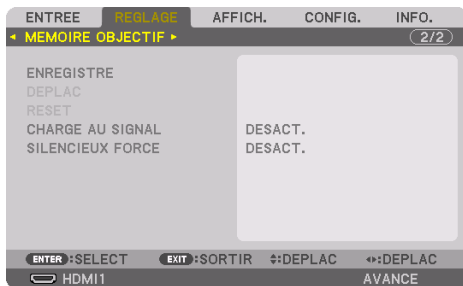 ENTREE REGLAGE AFFICH. CONFIG. INFO.
◂ MEMOIRE OBJECTIF ▸ 2/2
ENREGISTRE
DEPLAC
RESET
CHARGE AU SIGNAL DESACT.
SILENCIEUX FORCE DESACT.
ENTER :SELECT EXIT :SORTIR ♦:DEPLAC ◂▸:DEPLAC
HDMI1 AVANCE